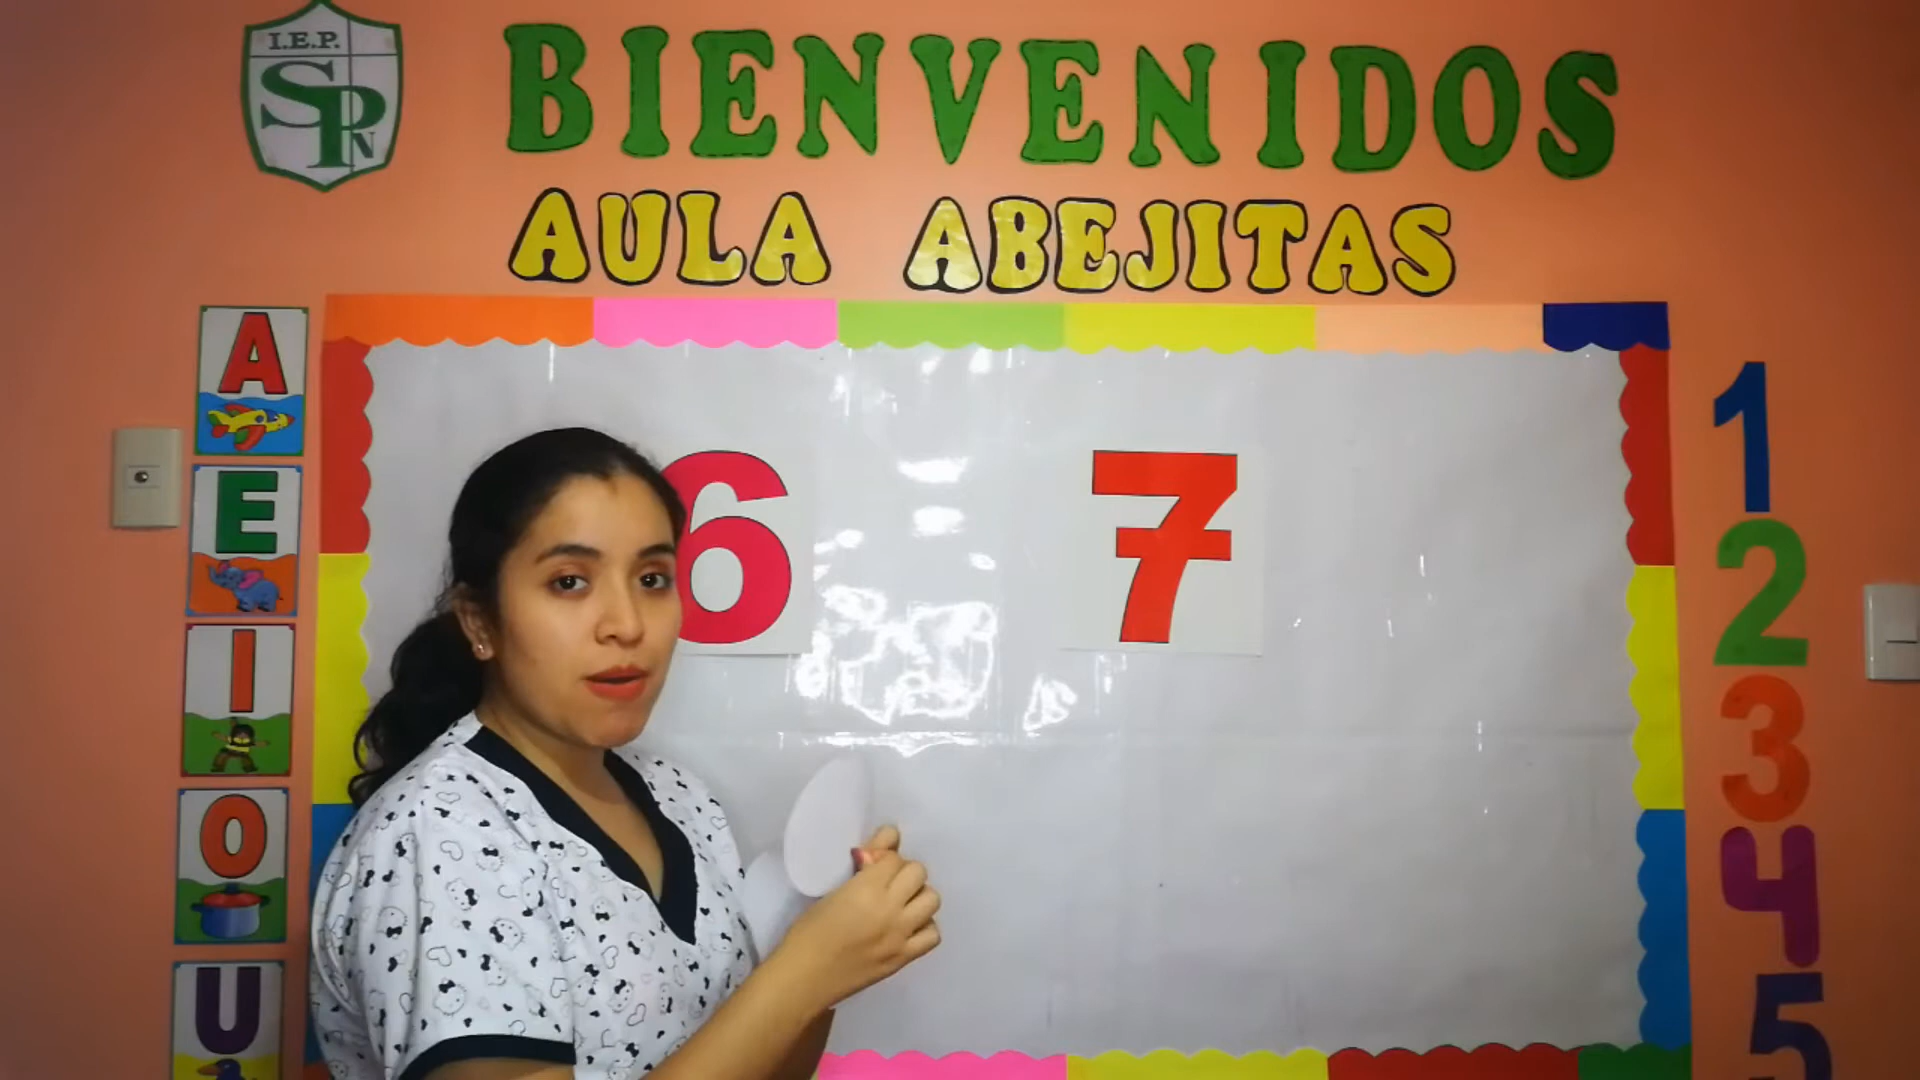 I.E.P.
SPN
BIENVENIDOS
AULA ABEJITAS
A
E
I
O
U
6 7
1
2
3
4
5